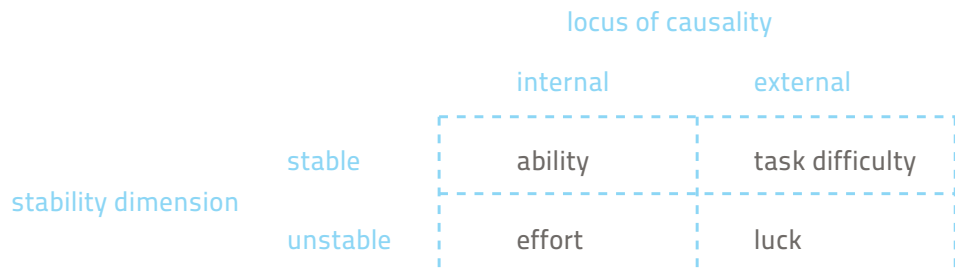 locus of causality
internal external
stable ability task difficulty
stability dimension
unstable effort luck